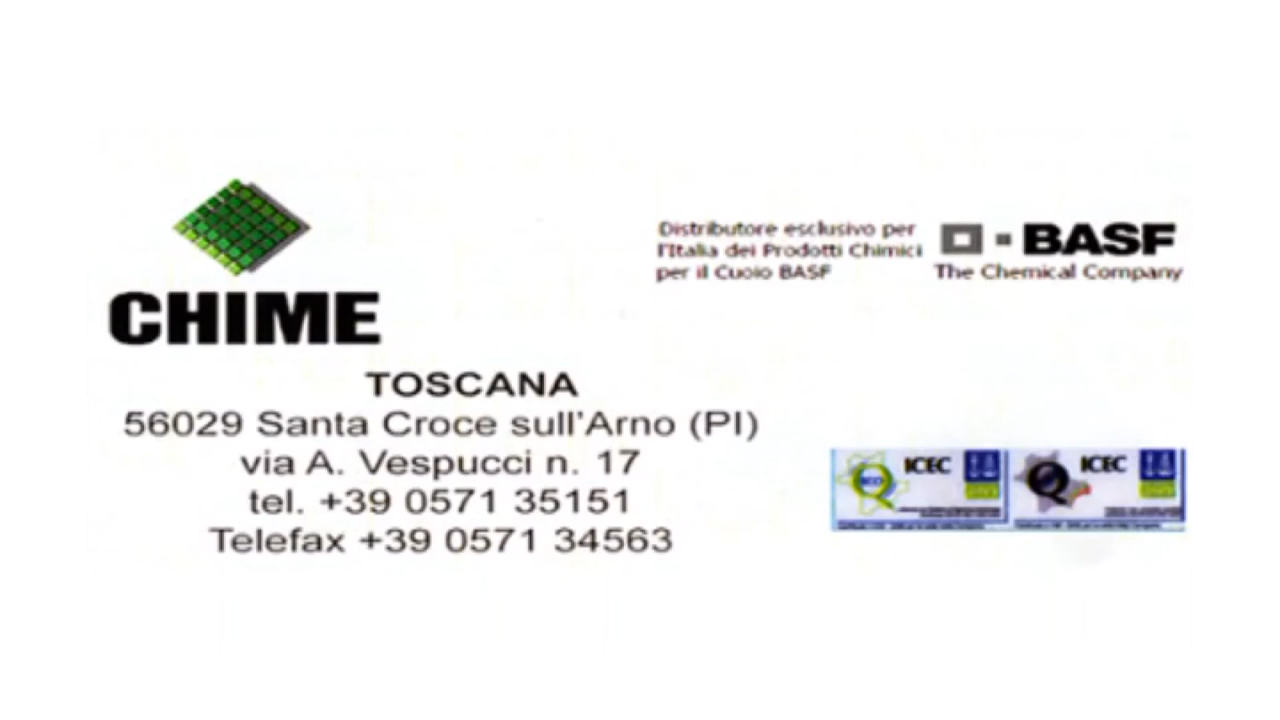 CHIME
Distributore esclusivo per
l'Italia dei Prodotti Chimici
per il Cuoio BASF
BASF
The Chemical Company
TOSCANA
56029 Santa Croce sull'Arno (PI)
via A. Vespucci n. 17
tel. +39 0571 35151
Telefax +39 0571 34563
ICEC
ECO
Q
ICEC
Q